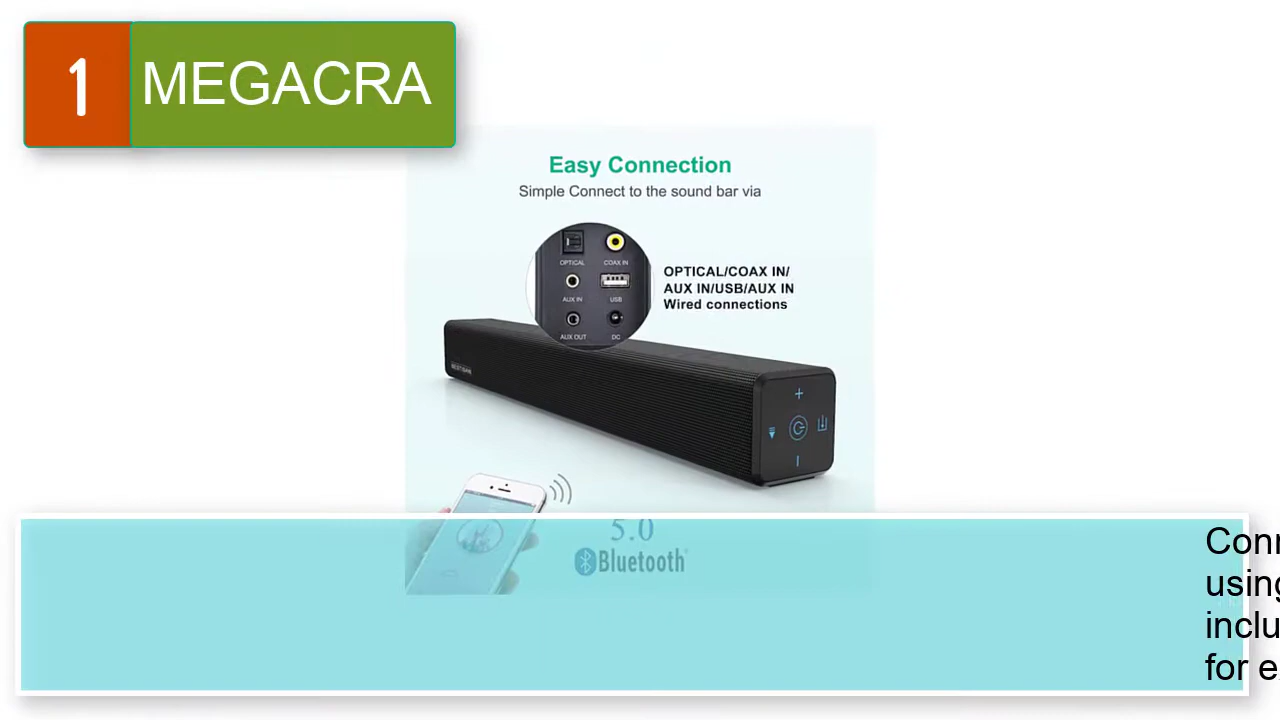 1 MEGACRA
Easy Connection
Simple Connect to the sound bar via
OPTICAL COAX IN
AUX IN USB
AUX OUT DC
OPTICAL/COAX IN/
AUX IN/USB/AUX IN
Wired connections
5.0
Bluetooth
Conn
using
inclu
for e